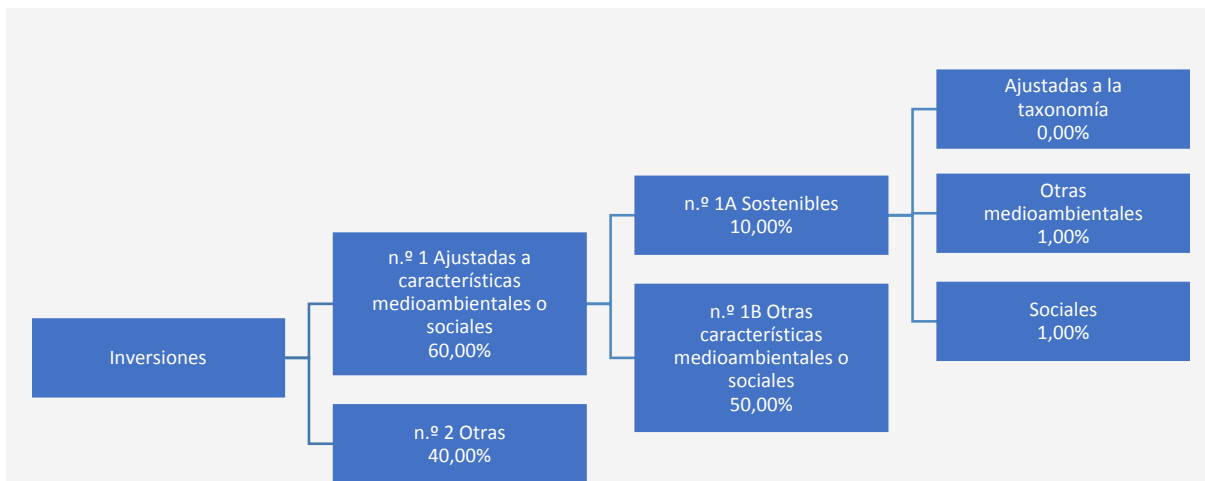 Inversiones
n.º 1 Ajustadas a
características
medioambientales o
sociales
60,00%
n.º 2 Otras
40,00%
n.º 1A Sostenibles
10,00%
n.º 1B Otras
características
medioambientales o
sociales
50,00%
Ajustadas a la
taxonomía
0,00%
Otras
medioambientales
1,00%
Sociales
1,00%